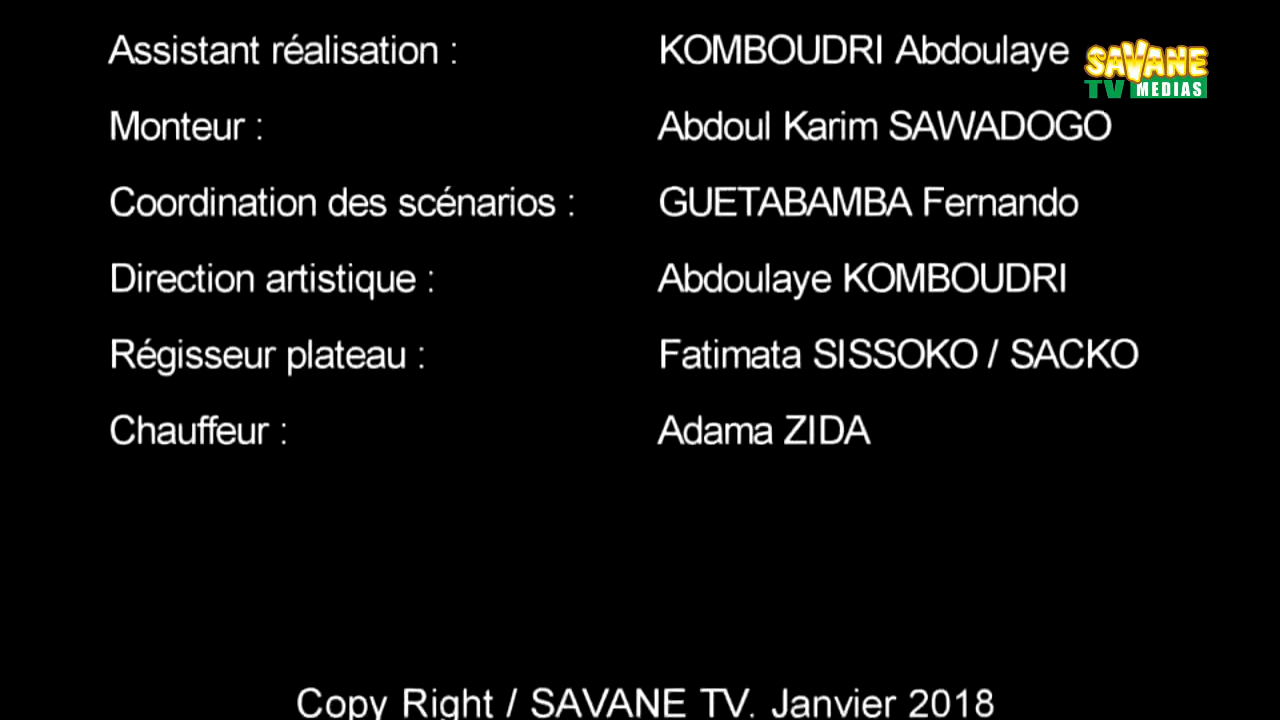 Assistant réalisation : KOMBOUDRI Abdoulaye
SAVANE
TV MEDIAS
Monteur : Abdoul Karim SAWADOGO
Coordination des scénarios : GUETABAMBA Fernando
Direction artistique : Abdoulaye KOMBOUDRI
Régisseur plateau : Fatimata SISSOKO / SACKO
Chauffeur : Adama ZIDA
Copy Right / SAVANE TV. Janvier 2018